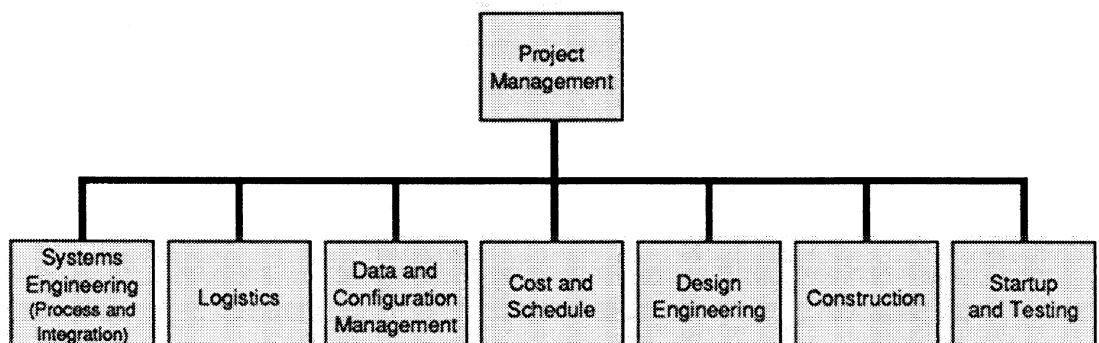 Project
Management
Systems
Engineering
(Process and
Integration)
Logistics
Data and
Configuration
Management
Cost and
Schedule
Design
Engineering
Construction
Startup
and Testing